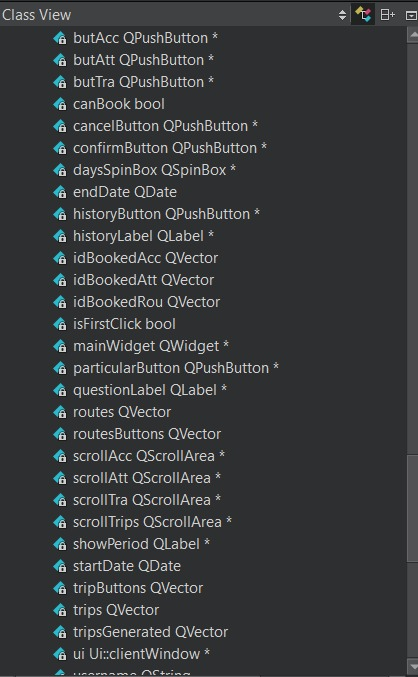 Class View
butAcc QPushButton *
butAtt QPushButton *
butTra QPushButton *
canBook bool
cancelButton QPushButton *
confirmButton QPushButton *
daysSpinBox QSpinBox *
endDate QDate
historyButton QPushButton *
historyLabel QLabel *
idBookedAcc QVector
idBookedAtt QVector
idBookedRou QVector
isFirstClick bool
mainWidget QWidget *
particularButton QPushButton *
questionLabel QLabel *
routes QVector
routesButtons QVector
scrollAcc QScrollArea *
scrollAtt QScrollArea *
scrollTra QScrollArea *
scrollTrips QScrollArea *
showPeriod QLabel *
startDate QDate
tripButtons QVector
trips QVector
tripsGenerated QVector
ui Ui::clientWindow *
username QString